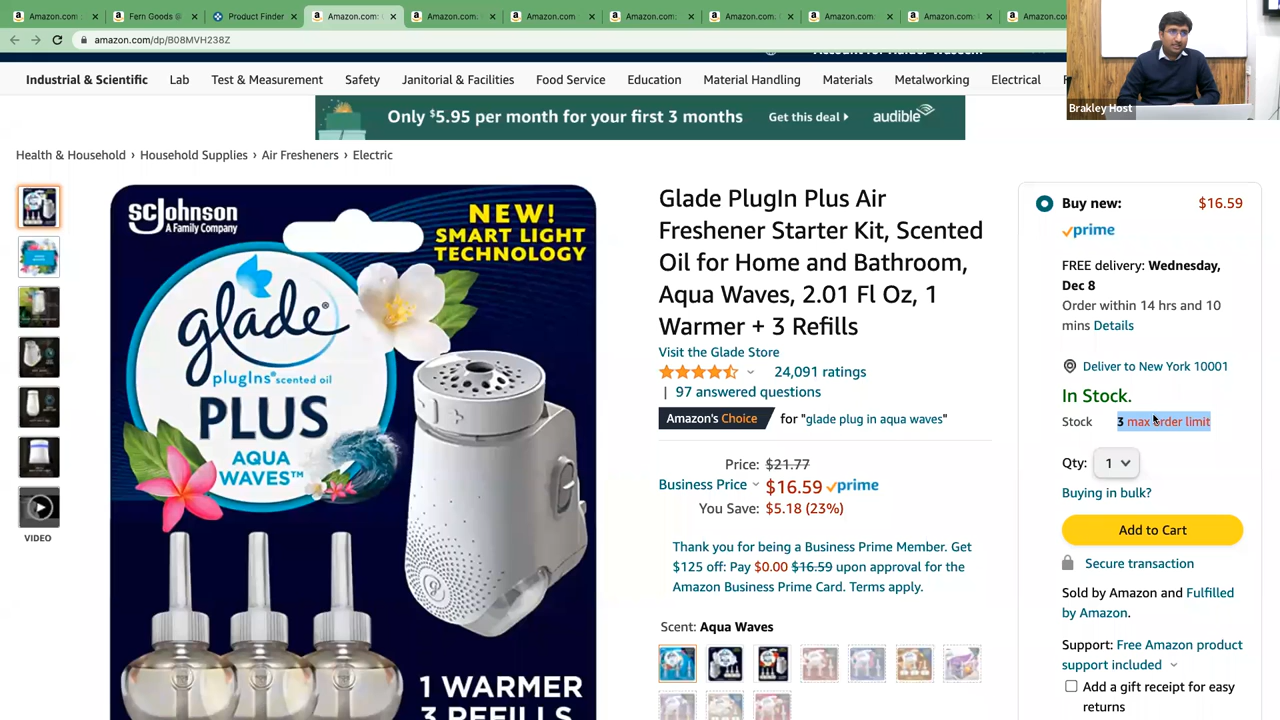 Amazon.com
Fern Goods @
Product Finder
Amazon.com:
Amazon.com:
Amazon.com
Amazon.com:
Amazon.com:
Amazon.com
Amazon.com
Amazon.co
amazon.com/dp/B08MVH238Z
Brakley Host
Industrial & Scientific Lab Test & Measurement Safety Janitorial & Facilities Food Service Education Material Handling Materials Metalworking Electrical
Only $5.95 per month for your first 3 months Get this deal audible
Health & Household › Household Supplies › Air Fresheners › Electric
SCJohnson
A Family Company
NEW!
SMART LIGHT
TECHNOLOGY
glade®
plugIns® scented oil
PLUS
AQUA
WAVES™
1 WARMER
3 REFILLS
VIDEO
Glade PlugIn Plus Air
Freshener Starter Kit, Scented
Oil for Home and Bathroom,
Aqua Waves, 2.01 Fl Oz, 1
Warmer + 3 Refills
Visit the Glade Store
24,091 ratings
| 97 answered questions
Amazon's Choice for "glade plug in aqua waves"
Price: $21.77
Business Price $16.59 prime
You Save: $5.18 (23%)
Thank you for being a Business Prime Member. Get
$125 off: Pay $0.00 $16.59 upon approval for the
Amazon Business Prime Card. Terms apply.
Scent: Aqua Waves
Buy new: $16.59
prime
FREE delivery: Wednesday,
Dec 8
Order within 14 hrs and 10
mins Details
Deliver to New York 10001
In Stock.
Stock 3 max order limit
Qty: 1
Buying in bulk?
Add to Cart
Secure transaction
Sold by Amazon and Fulfilled
by Amazon.
Support: Free Amazon product
support included
Add a gift receipt for easy
returns